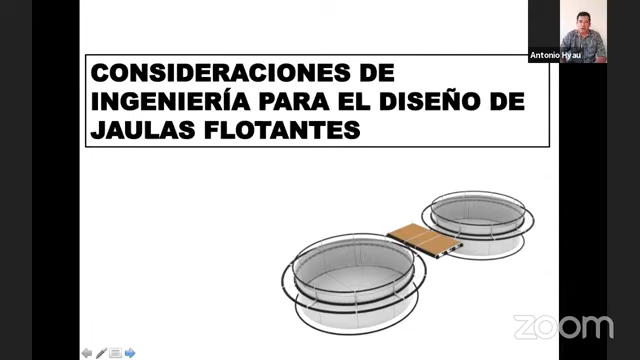 Antonio Hyau
CONSIDERACIONES DE
INGENIERÍA PARA EL DISEÑO DE
JAULAS FLOTANTES
zoom